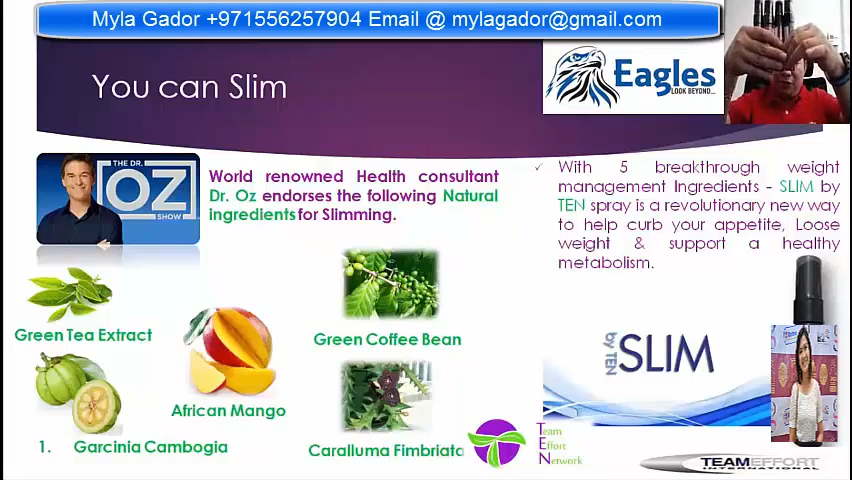 Myla Gador +971556257904 Email @ mylagador@gmail.com
You can Slim
Eagles
LOOK BEYOND...
THE DR.
OZ
SHOW
World renowned Health consultant
Dr. Oz endorses the following Natural
ingredients for Slimming.
✓ With 5 breakthrough weight
management Ingredients - SLIM by
TEN spray is a revolutionary new way
to help curb your appetite, Loose
weight & support a healthy
metabolism.
Green Tea Extract
Green Coffee Bean
African Mango
1. Garcinia Cambogia
Caralluma Fimbriata
by TEN SLIM
Team
Effort
Network
TEAMEFFORT
INTERNATIONAL